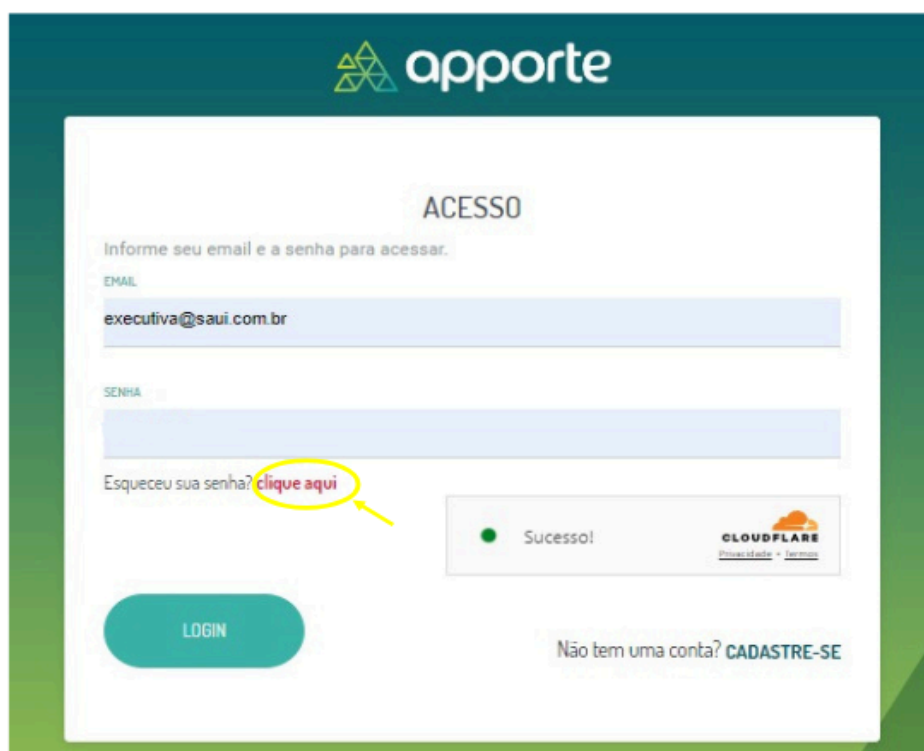 apporte
ACESSO
Informe seu email e a senha para acessar.
EMAIL
executiva@saui.com.br
SENHA
Esqueceu sua senha? clique aqui
Sucesso!
CLOUDFLARE
Privacidade • Termos
LOGIN
Não tem uma conta? CADASTRE-SE